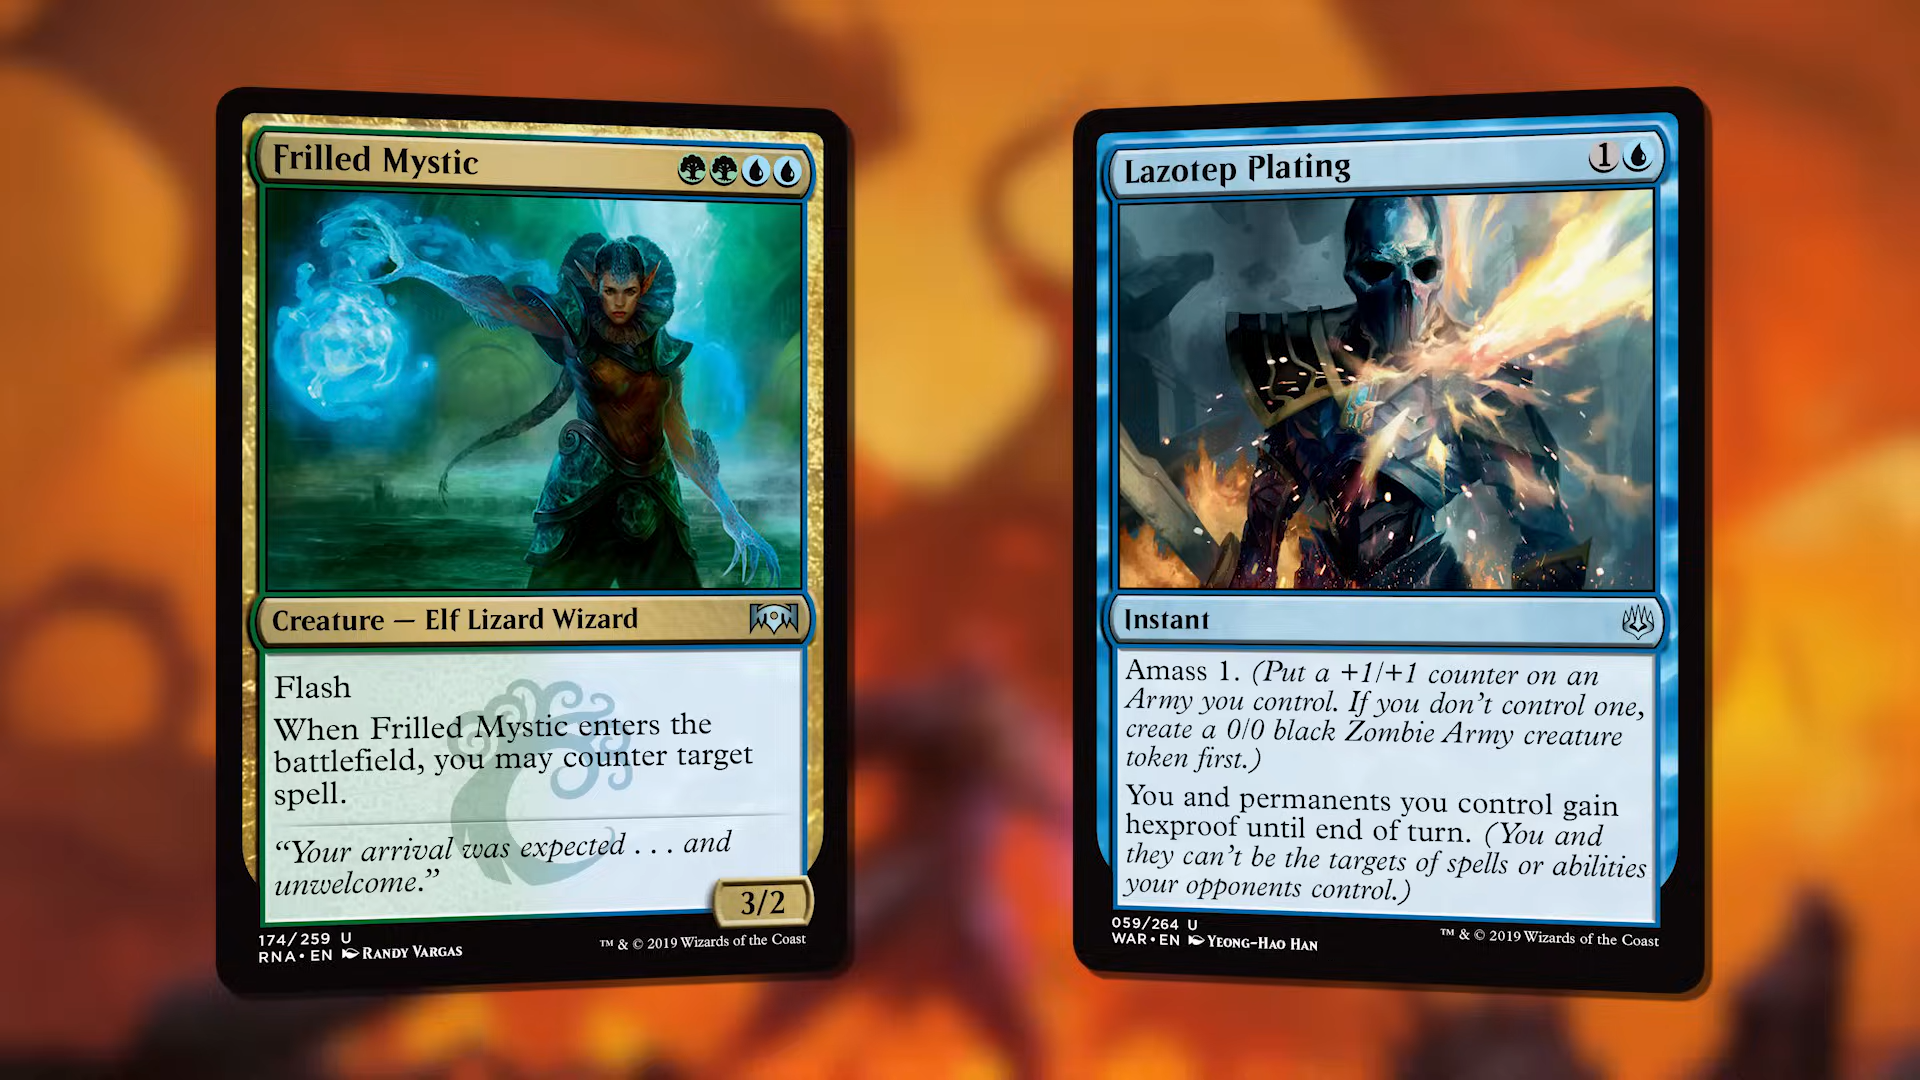 Frilled Mystic
Creature — Elf Lizard Wizard
Flash
When Frilled Mystic enters the
battlefield, you may counter target
spell.
“Your arrival was expected . . . and
unwelcome.”
3/2
174/259 U
RNA • EN Randy Vargas
™ & © 2019 Wizards of the Coast
Lazotep Plating
1
Instant
Amass 1. (Put a +1/+1 counter on an
Army you control. If you don’t control one,
create a 0/0 black Zombie Army creature
token first.)
You and permanents you control gain
hexproof until end of turn. (You and
they can’t be the targets of spells or abilities
your opponents control.)
059/264 U
WAR • EN Yeong-Hao Han
™ & © 2019 Wizards of the Coast